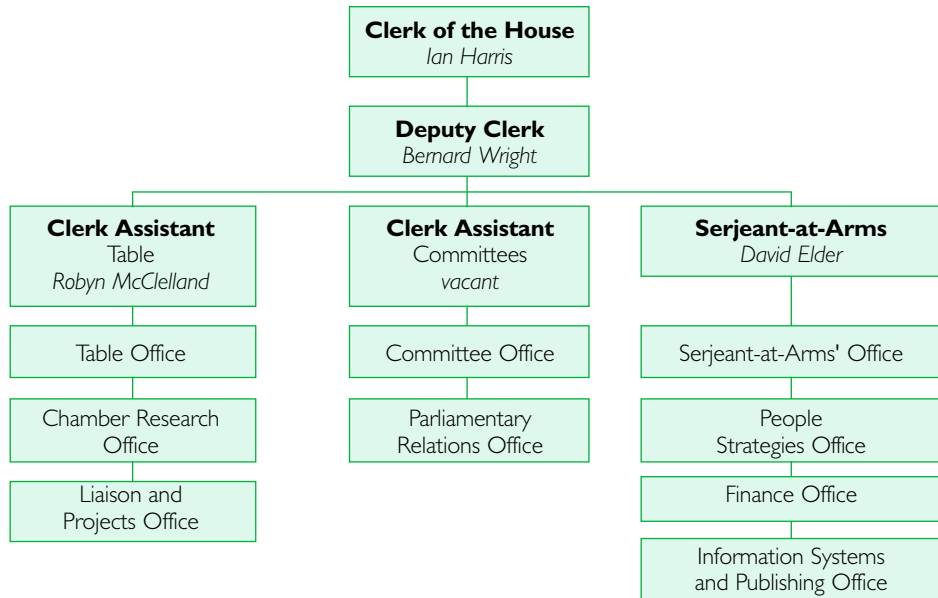 Clerk of the House
Ian Harris
Deputy Clerk
Bernard Wright
Clerk Assistant
Table
Robyn McClelland
Clerk Assistant
Committees
vacant
Serjeant-at-Arms
David Elder
Table Office
Committee Office
Serjeant-at-Arms' Office
Chamber Research
Office
Parliamentary
Relations Office
People
Strategies Office
Liaison and
Projects Office
Finance Office
Information Systems
and Publishing Office